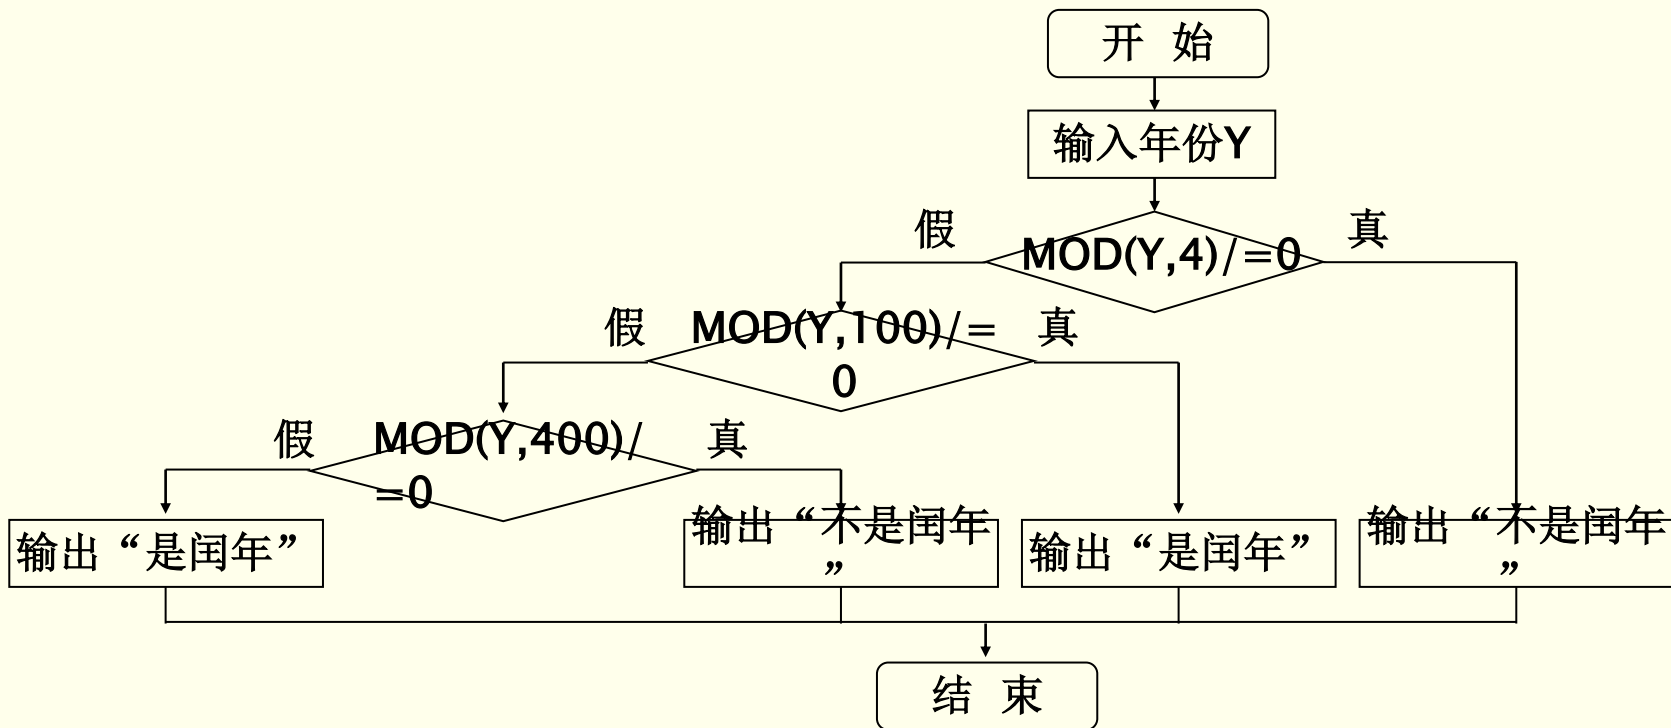 开 始
输入年份Y
假
MOD(Y,4)/=0
真
假
MOD(Y,100)/=
0
真
假
MOD(Y,400)/
=0
真
输出“是闰年”
输出“不是闰年
”
输出“是闰年”
输出“不是闰年
”
结 束